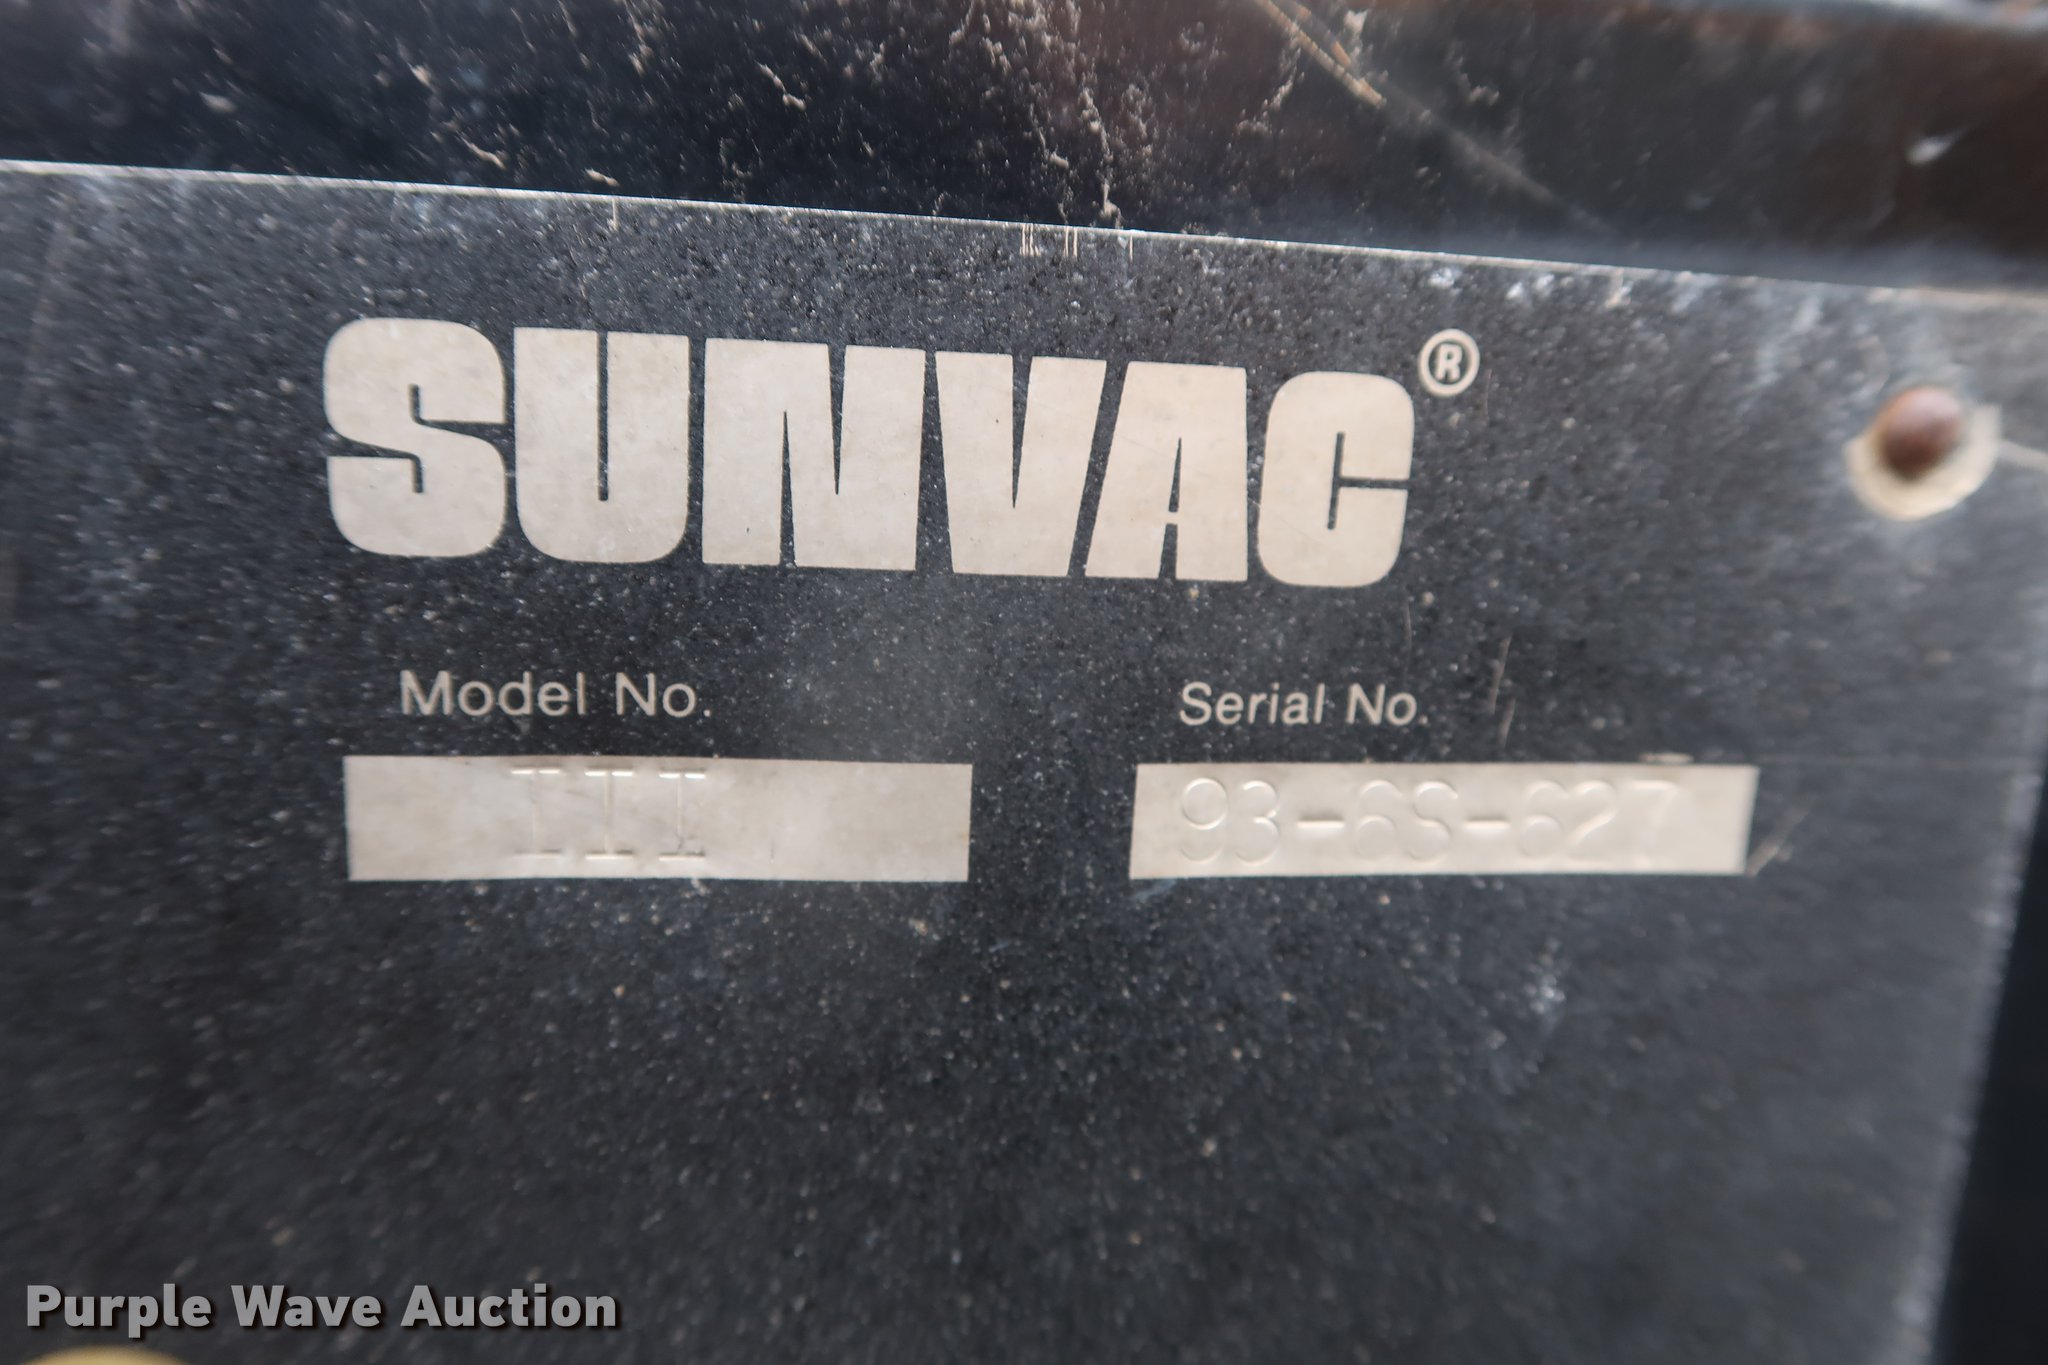 SUNVAC®
Model No. Serial No.
III 93-6S-627
Purple Wave Auction